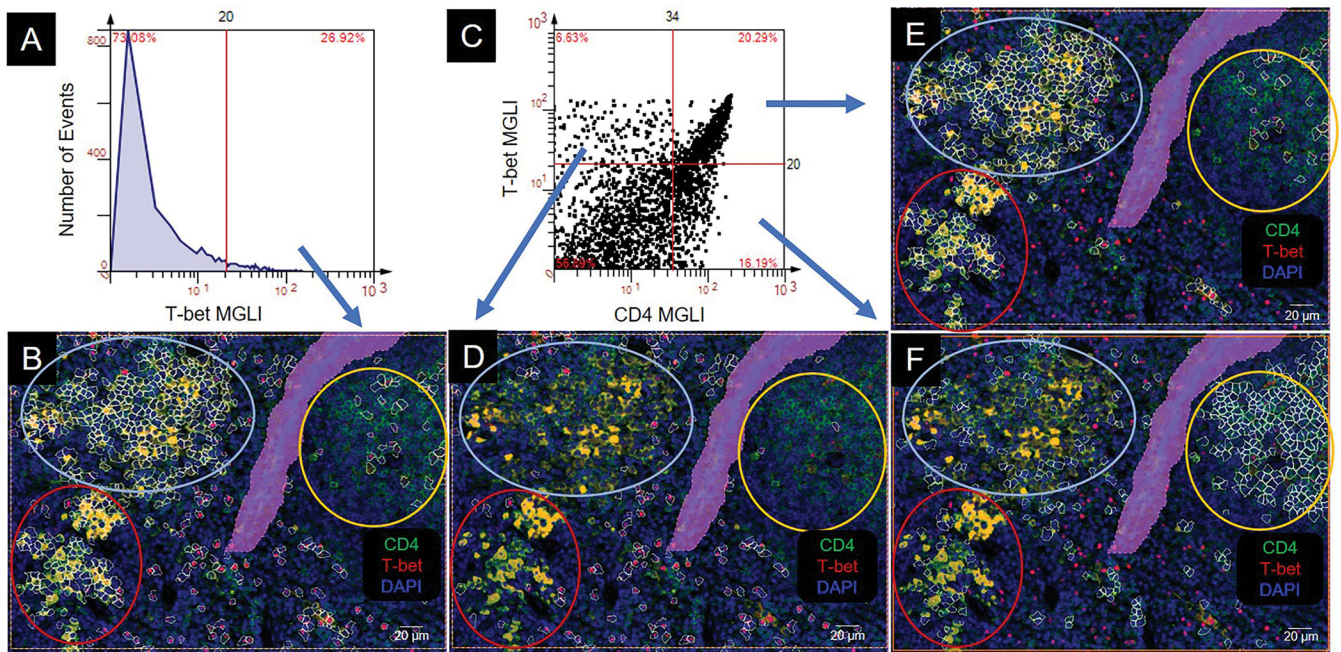 A
20
73.08%
26.92%
800
400
0
Number of Events
10 1
10 2
10 3
T-bet MGLI
C
34
10 3
6.63%
20.29%
10 2
T-bet MGLI
20
10 1
0
16.19%
10 1
10 2
10 3
CD4 MGLI
E
CD4
T-bet
DAPI
20 µm
B
CD4
T-bet
DAPI
20 µm
D
CD4
T-bet
DAPI
20 µm
F
CD4
T-bet
DAPI
20 µm